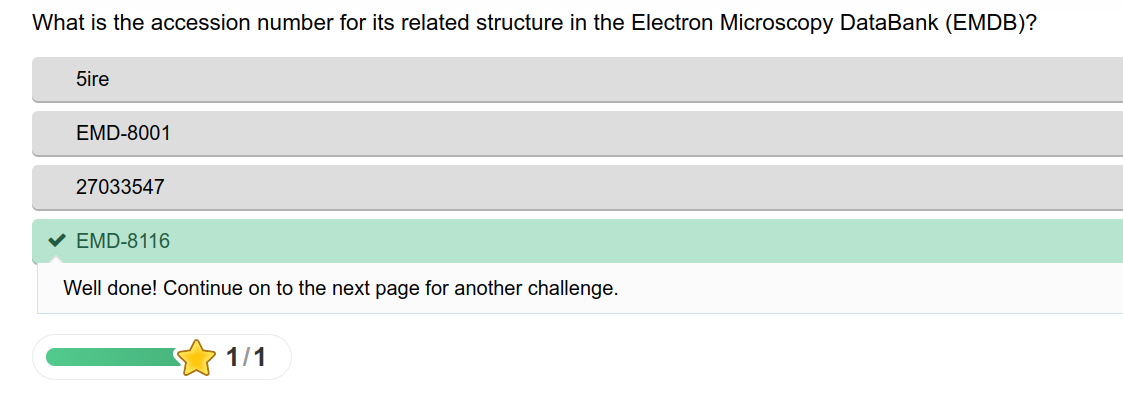 What is the accession number for its related structure in the Electron Microscopy DataBank (EMDB)?
5ire
EMD-8001
27033547
EMD-8116
Well done! Continue on to the next page for another challenge.
1/1